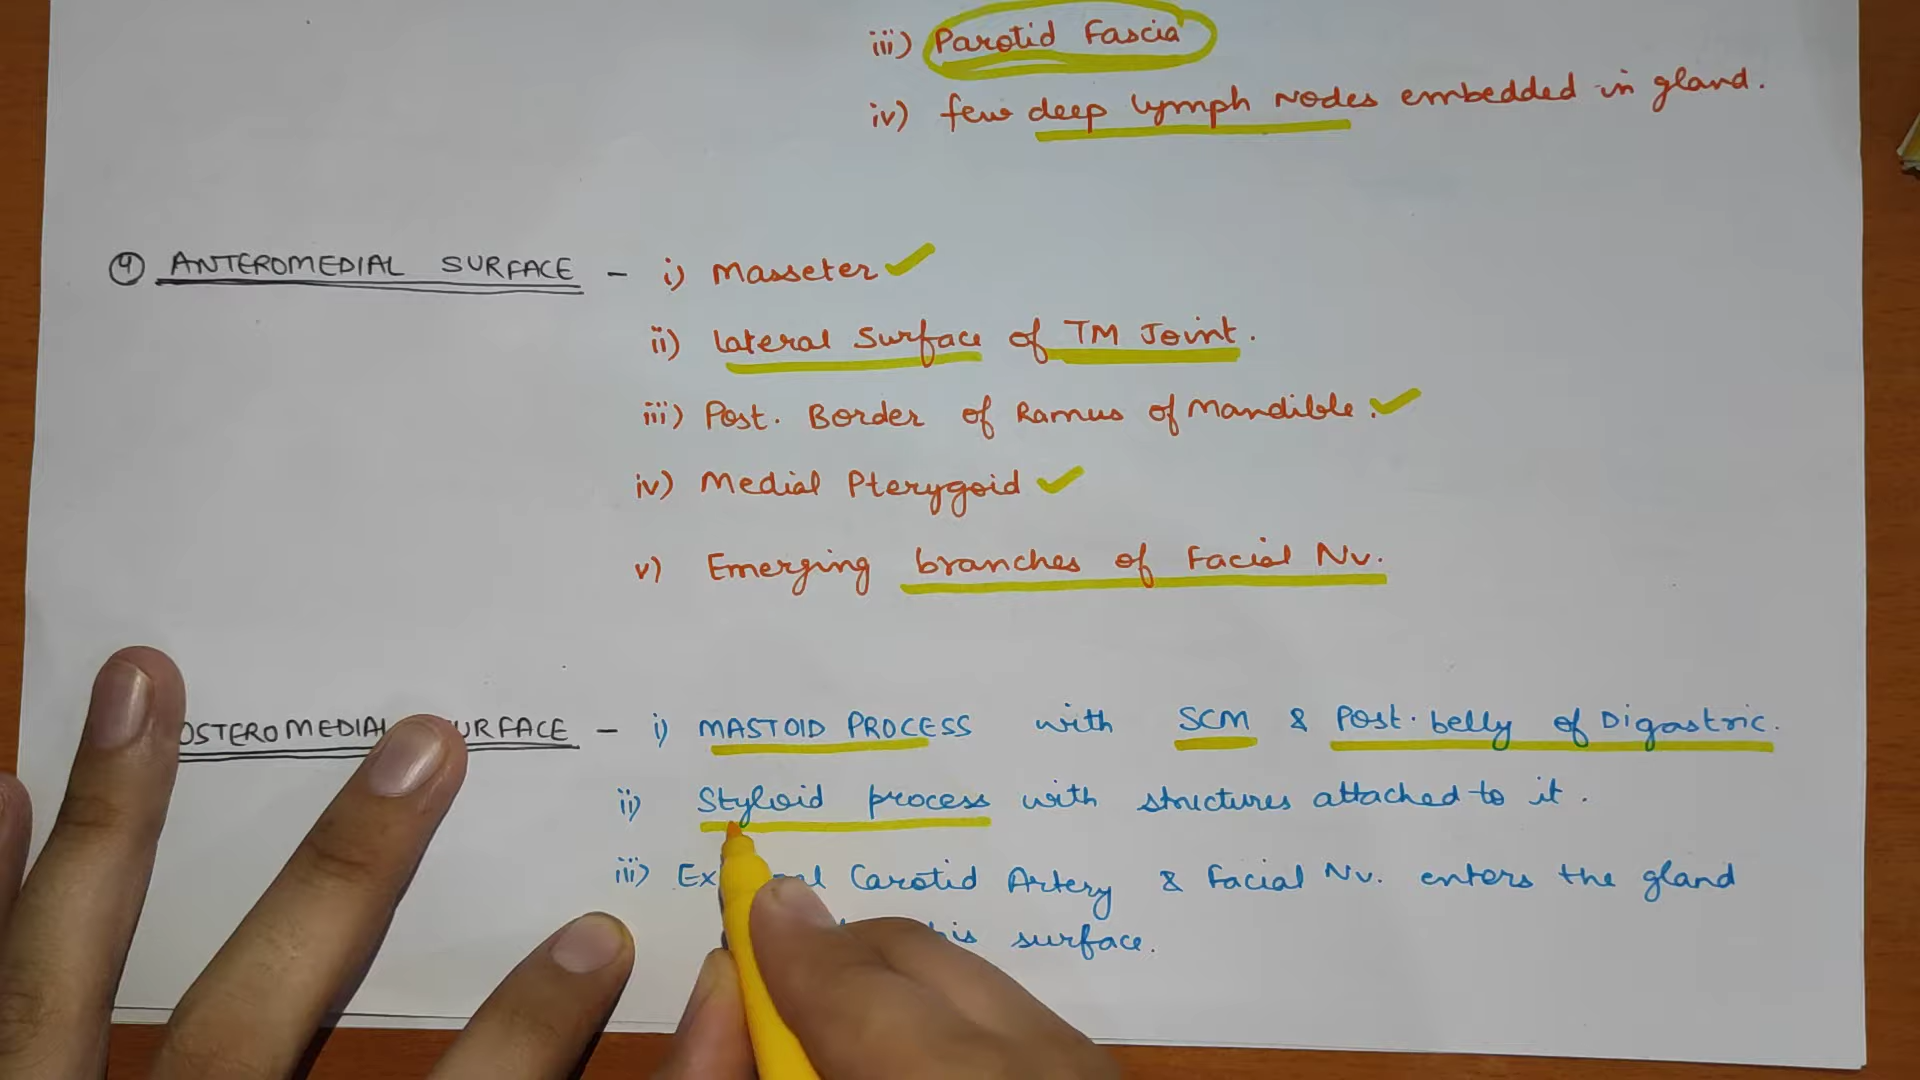 iii) Parotid Fascia
iv) few deep lymph Nodes embedded in gland.
④ ANTEROMEDIAL SURFACE - i) Masseter ✓
ii) Lateral Surface of TM Joint.
iii) Post. Border of Ramus of Mandible. ✓
iv) Medial Pterygoid ✓
v) Emerging branches of Facial Nv.
OSTEROMEDIAL URFACE - i) MASTOID PROCESS with SCM & Post. belly of Digastric.
ii) Styloid process with structures attached to it.
iii) Carotid Artery & Facial Nv. enters the gland
surface.